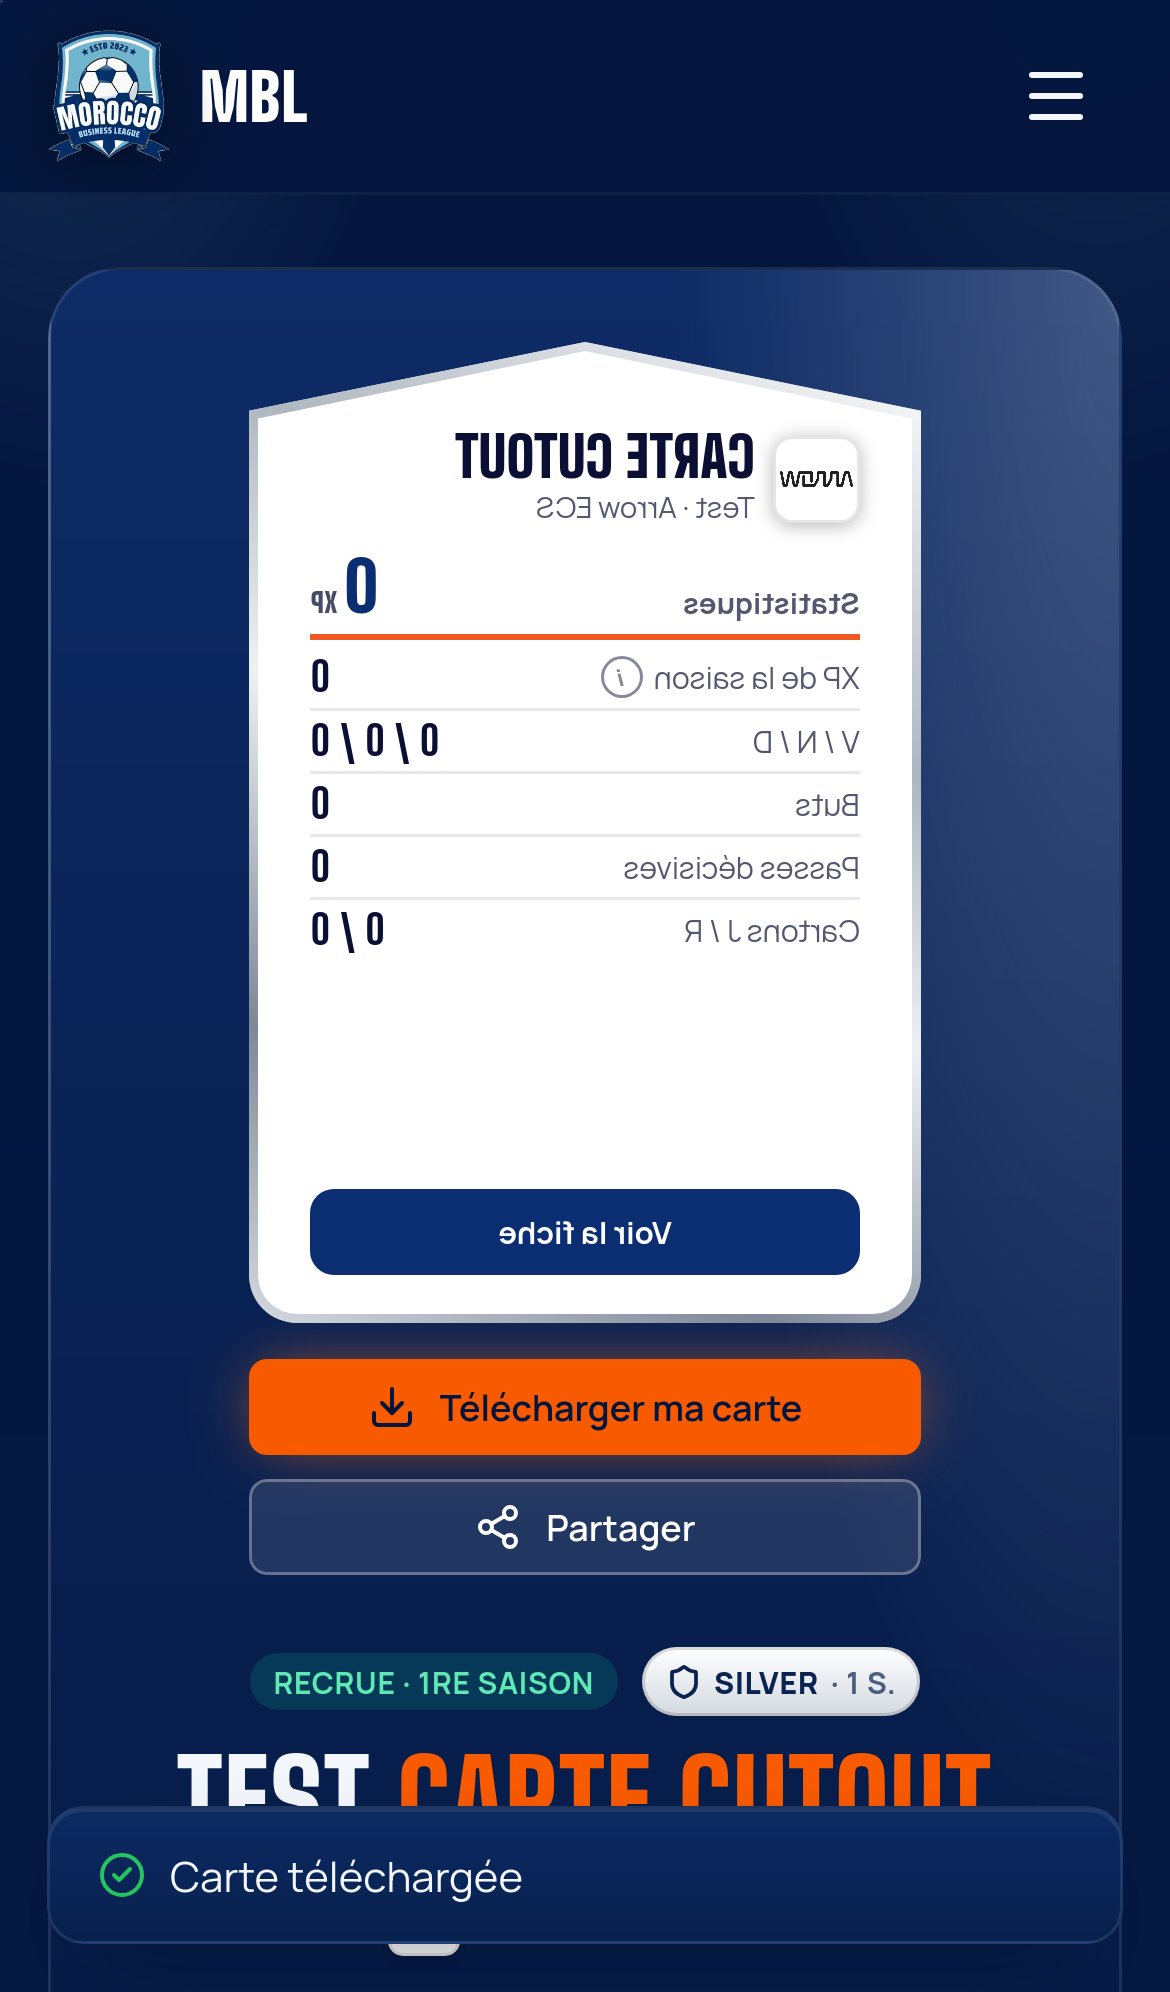 ★ ESTD 2023 ★
MOROCCO
BUSINESS LEAGUE
MBL
CARTE CUTOUT
Test · Arrow ECS
Statistiques
0 XP
XP de la saison i
0
V / N / D
0 / 0 / 0
Buts
0
Passes décisives
0
Cartons J / R
0 / 0
Voir la fiche
Télécharger ma carte
Partager
RECRUE · 1RE SAISON
SILVER · 1 S.
TEST CARTE CUTOUT
Carte téléchargée